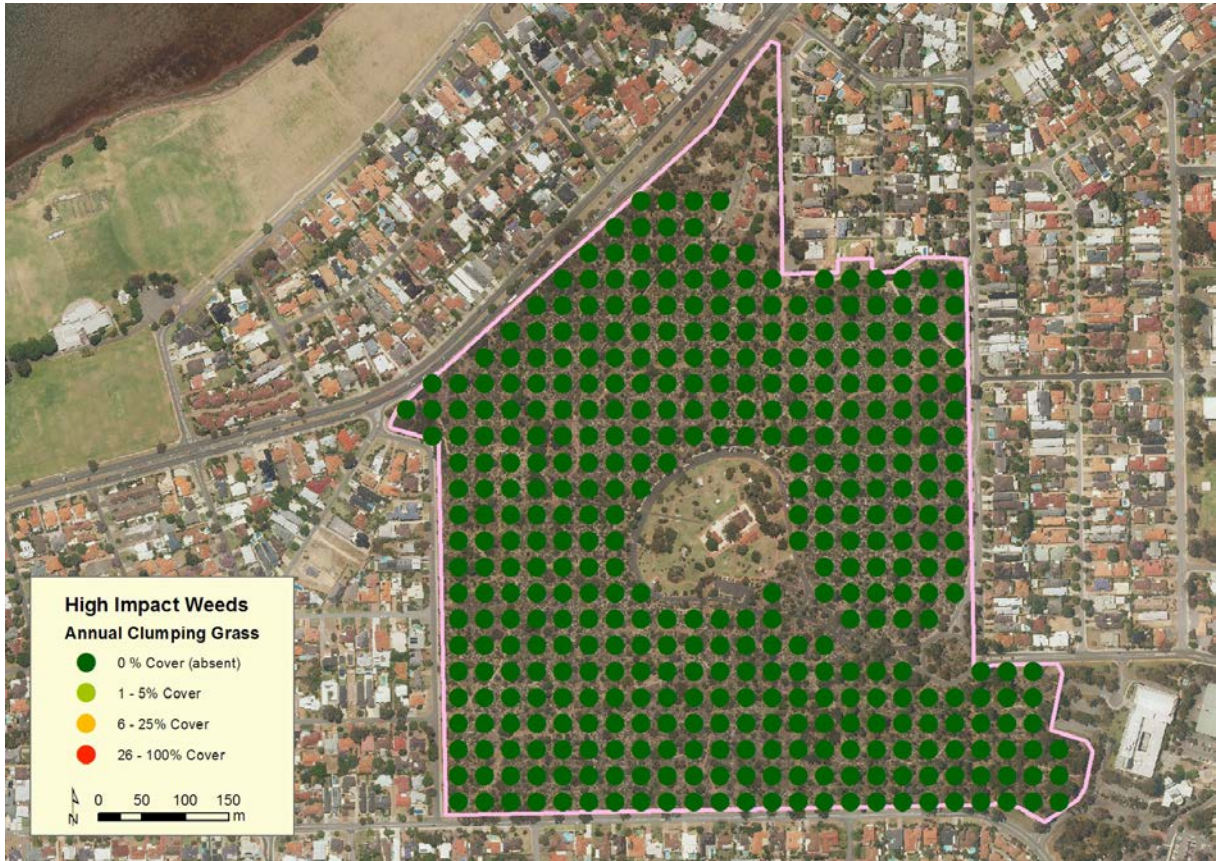 High Impact Weeds
Annual Clumping Grass
0 % Cover (absent)
1 - 5% Cover
6 - 25% Cover
26 - 100% Cover
N
0 50 100 150
m